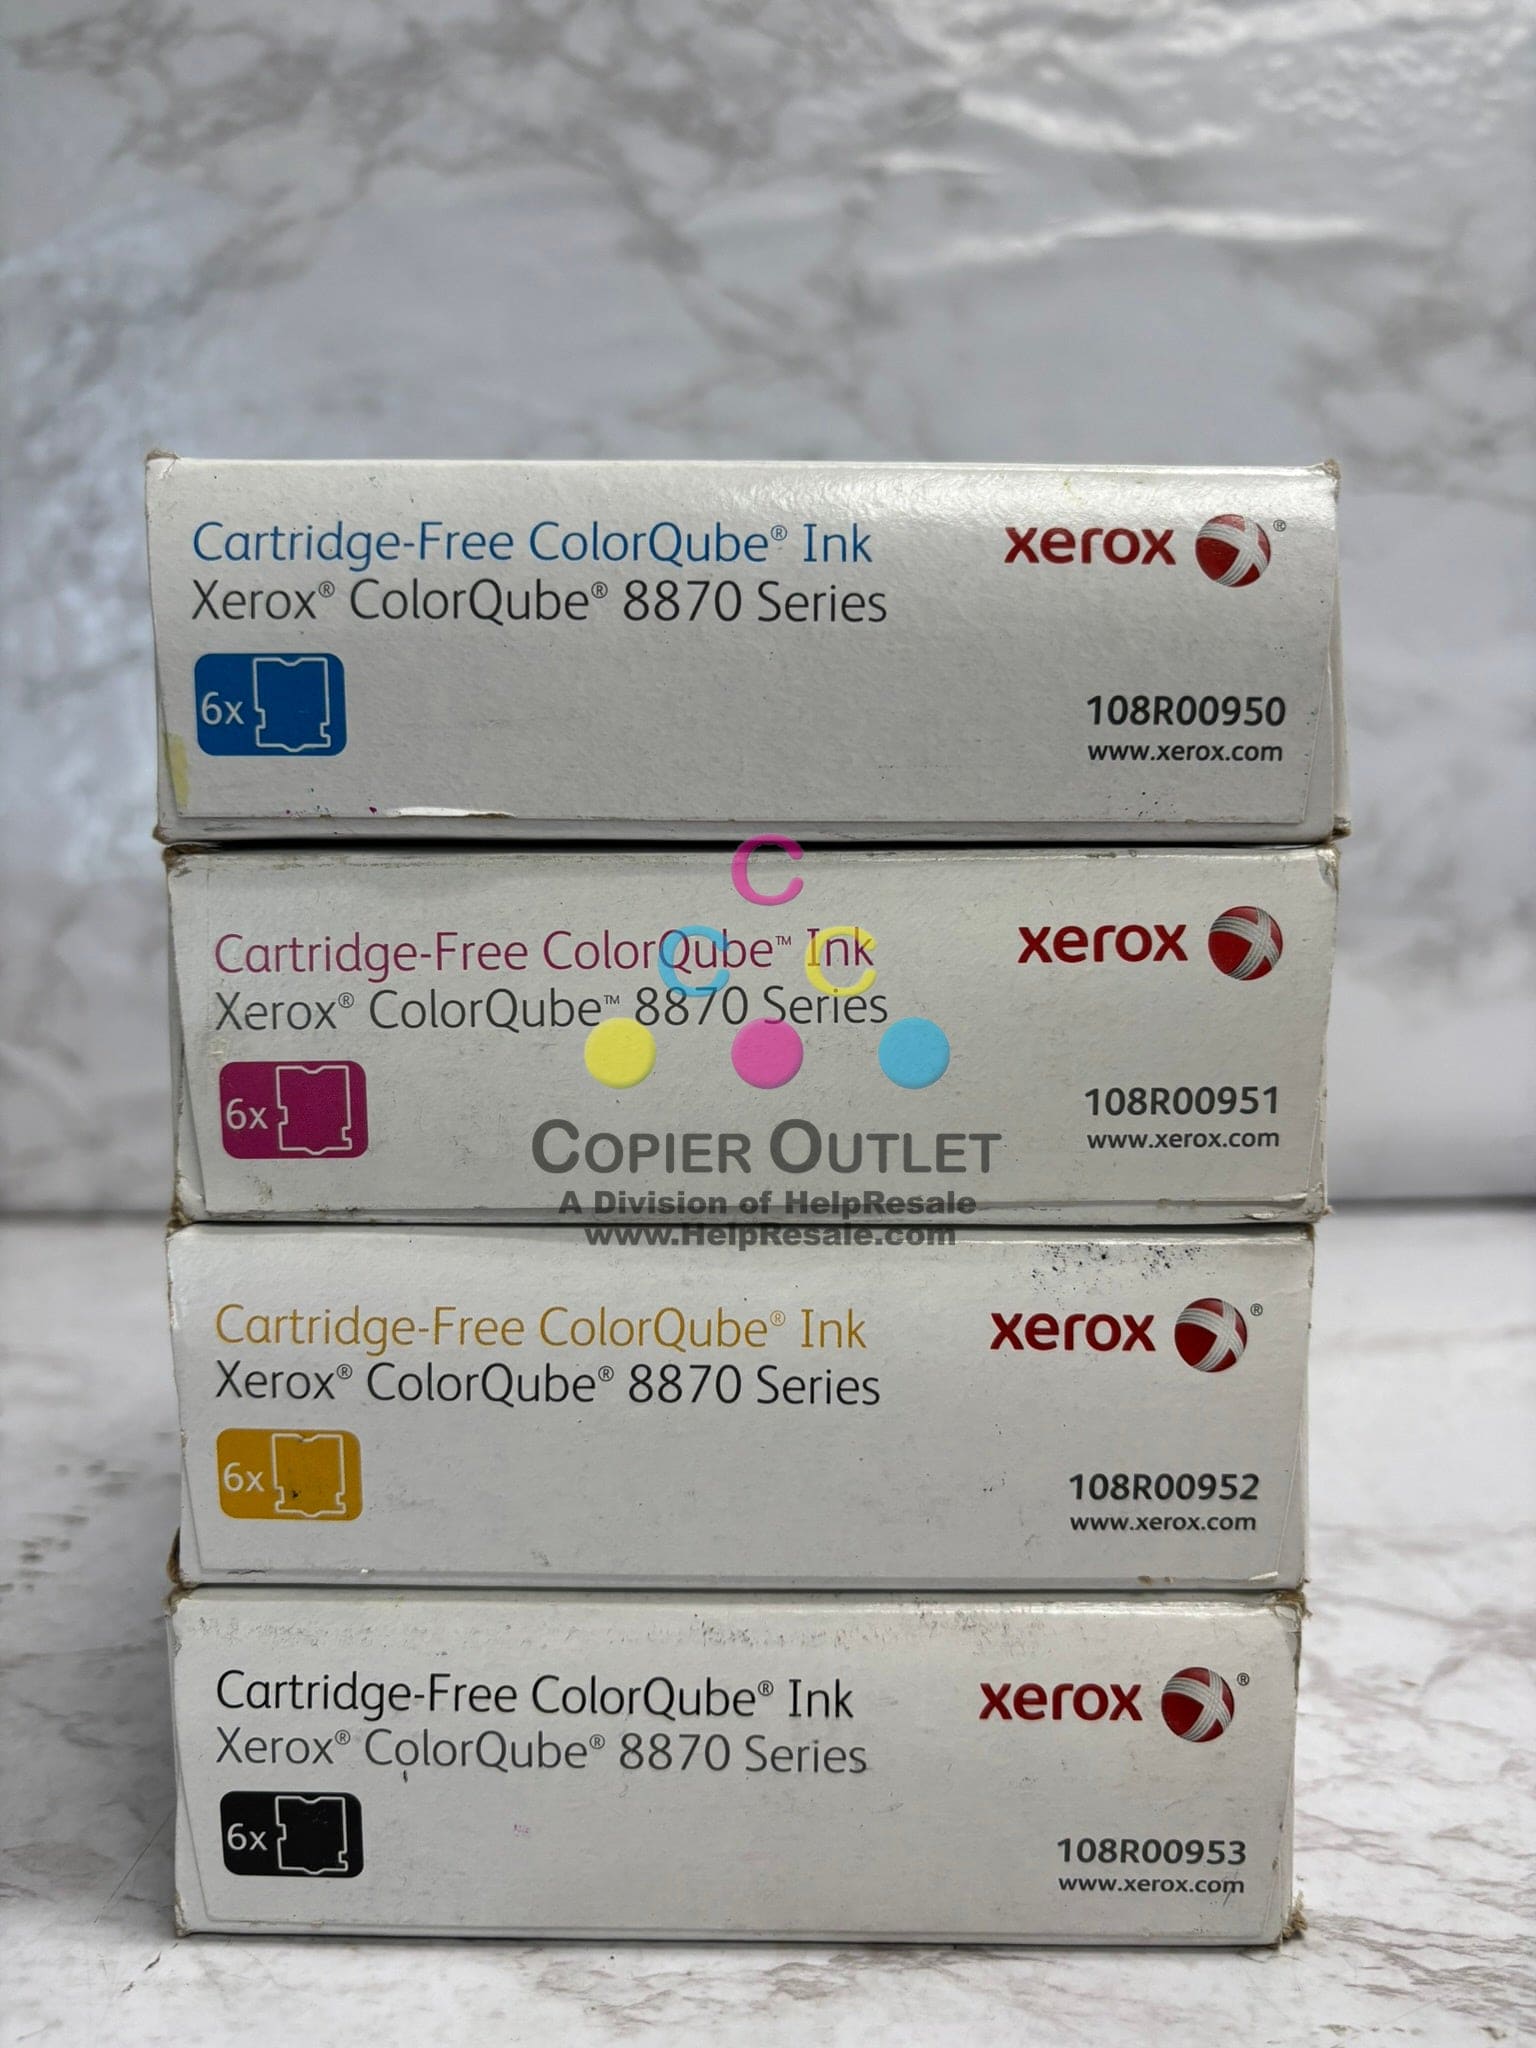 Cartridge-Free ColorQube® Ink
Xerox® ColorQube® 8870 Series
xerox ®
6x
108R00950
www.xerox.com
C
Cartridge-Free ColorQube™ Ink
Xerox® ColorQube™ 8870 Series
xerox
C C
6x
108R00951
www.xerox.com
COPIER OUTLET
A Division of HelpResale
www.HelpResale.com
Cartridge-Free ColorQube® Ink
Xerox® ColorQube® 8870 Series
xerox ®
6x
108R00952
www.xerox.com
Cartridge-Free ColorQube® Ink
Xerox® ColorQube® 8870 Series
xerox ®
6x
108R00953
www.xerox.com